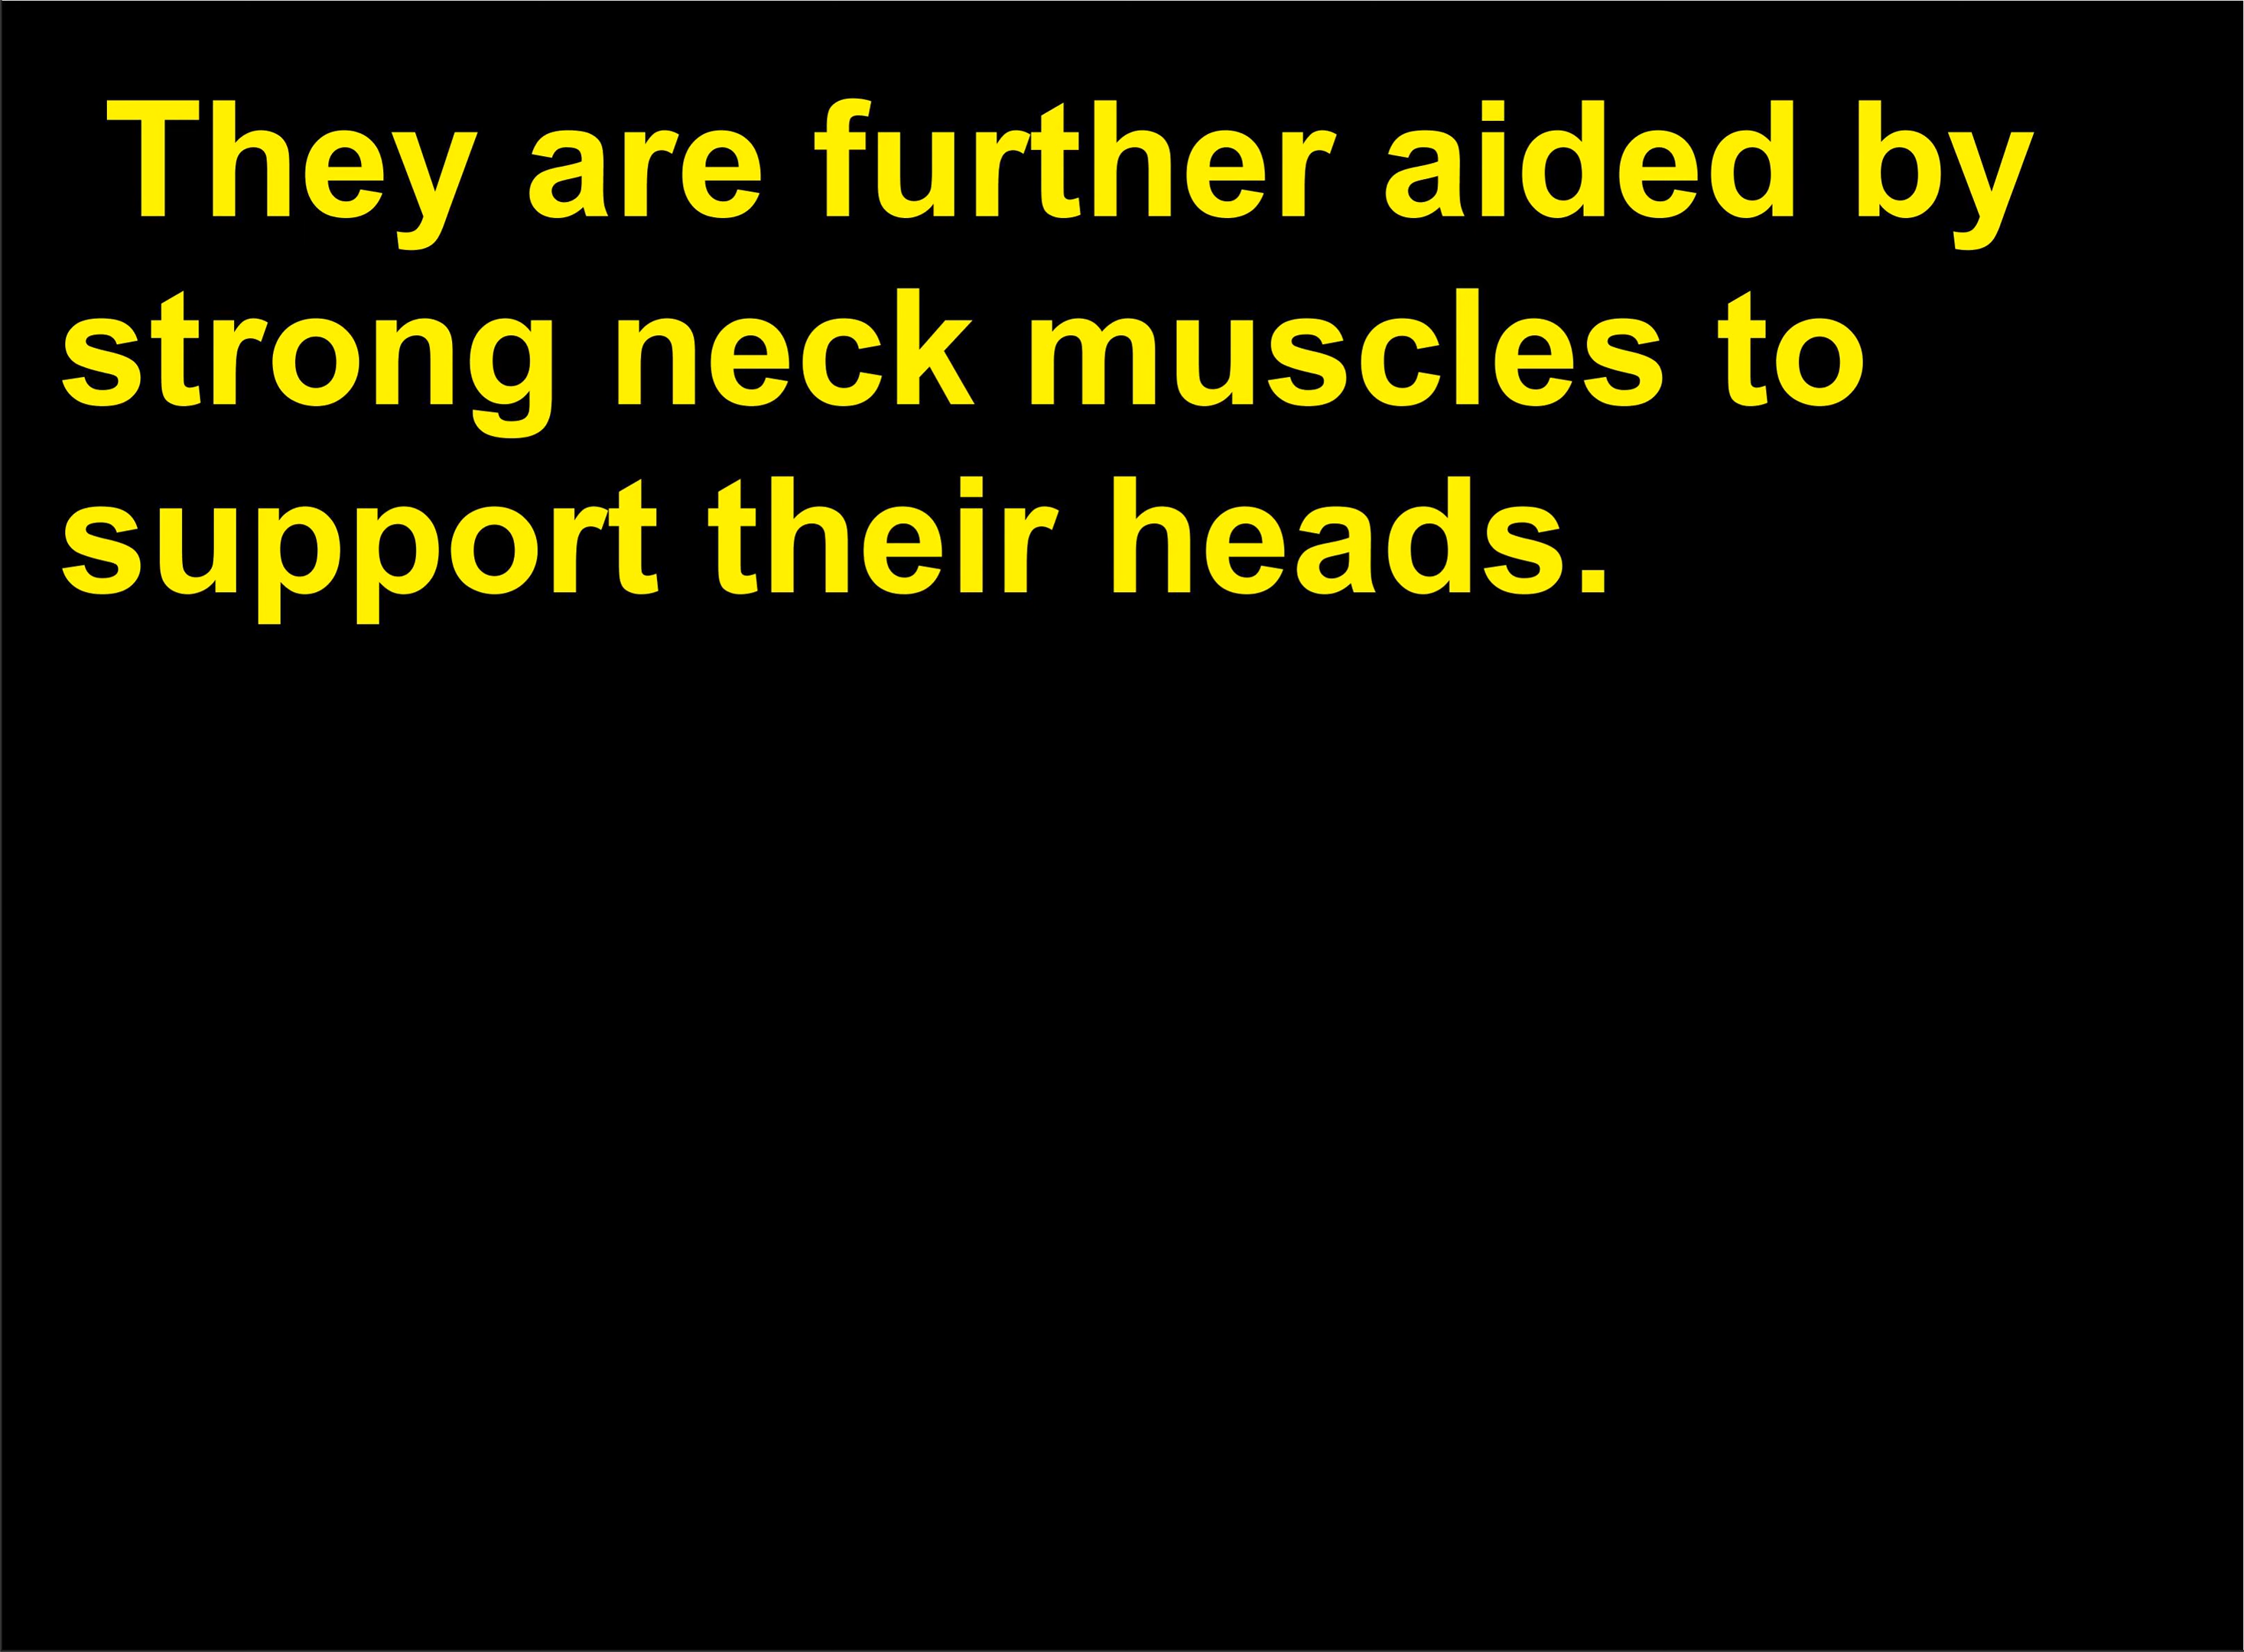 They are further aided by
strong neck muscles to
support their heads.